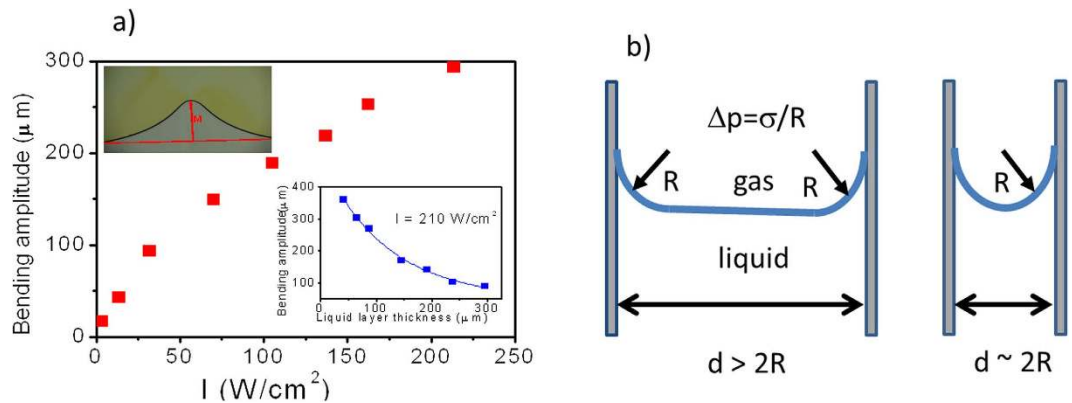 a)
300
200
100
0
Bending amplitude (μm)
0
50
100
150
200
250
I (W/cm²)
M
400
300
200
100
Bending amplitude(μm)
I = 210 W/cm²
0
100
200
300
Liquid layer thickness (μm)
b)
Δp=σ/R
R
gas
R
liquid
d > 2R
R
d ~ 2R